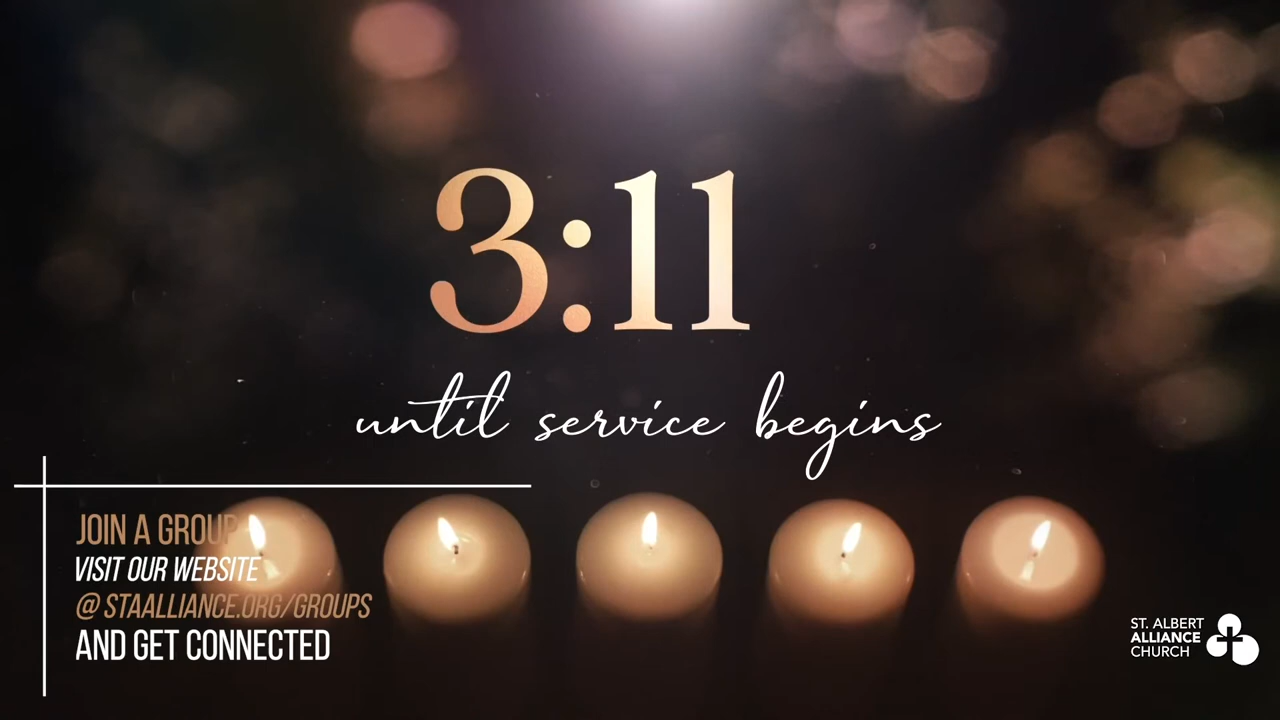 3:11
until service begins
JOIN A GROUP
VISIT OUR WEBSITE
@ STAALLIANCE.ORG/GROUPS
AND GET CONNECTED
ST. ALBERT
ALLIANCE
CHURCH